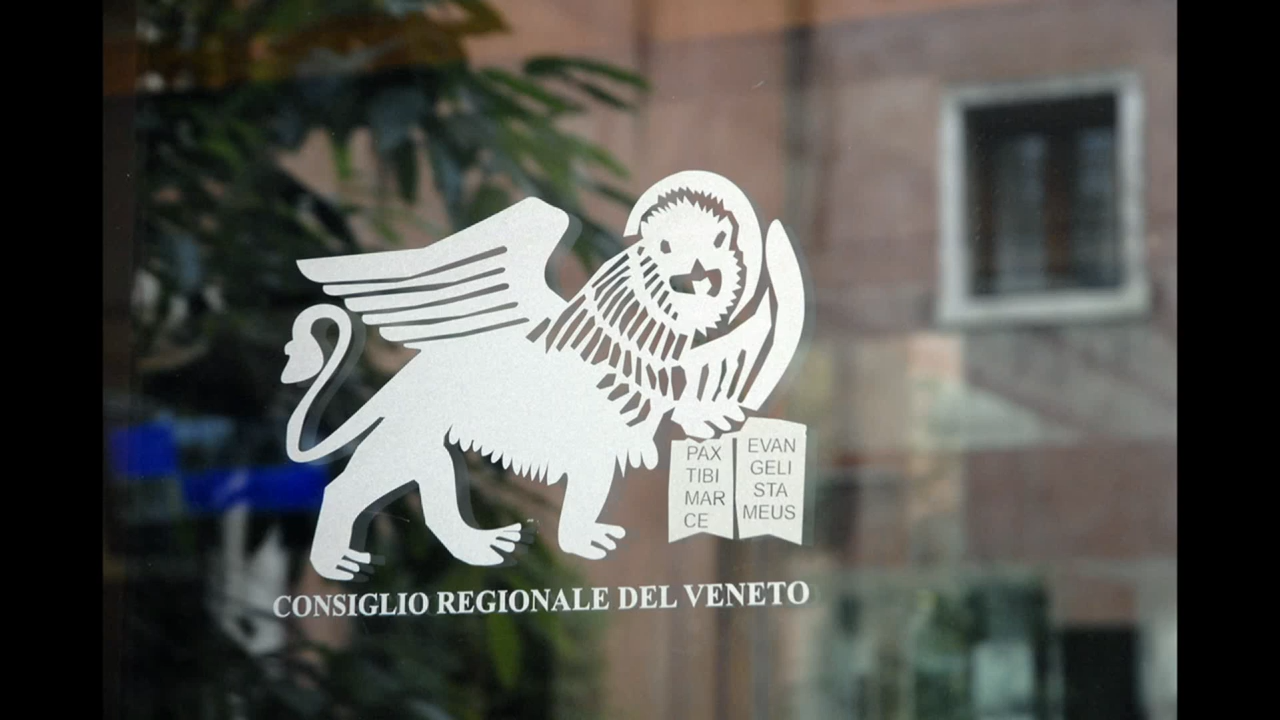 PAX
TIBI
MAR
CE
EVAN
GELI
STA
MEUS
CONSIGLIO REGIONALE DEL VENETO